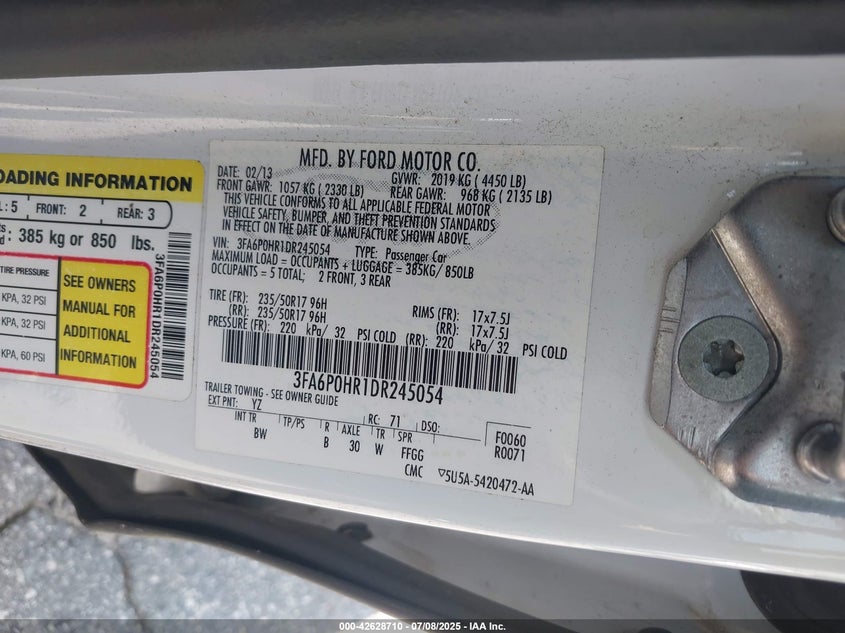 OADING INFORMATION
L: 5 FRONT: 2 REAR: 3
385 kg or 850 lbs.
TIRE PRESSURE
KPA, 32 PSI
KPA, 32 PSI
KPA, 60 PSI
SEE OWNERS
MANUAL FOR
ADDITIONAL
INFORMATION
3FA6P0HR1DR245054
MFD. BY FORD MOTOR CO.
DATE: 02/13 GVWR: 2019 KG ( 4450 LB)
FRONT GAWR: 1057 KG ( 2330 LB) REAR GAWR: 968 KG ( 2135 LB)
THIS VEHICLE CONFORMS TO ALL APPLICABLE FEDERAL MOTOR
VEHICLE SAFETY, BUMPER, AND THEFT PREVENTION STANDARDS
IN EFFECT ON THE DATE OF MANUFACTURE SHOWN ABOVE.
VIN: 3FA6P0HR1DR245054 TYPE: Passenger Car
MAXIMUM LOAD = OCCUPANTS + LUGGAGE = 385KG/ 850LB
OCCUPANTS = 5 TOTAL; 2 FRONT, 3 REAR
TIRE (FR): 235/50R17 96H RIMS (FR): 17x7.5J
(RR): 235/50R17 96H (RR): 17x7.5J
PRESSURE (FR): 220 kPa/ 32 PSI COLD (RR): 220 kPa/ 32 PSI COLD
3FA6P0HR1DR245054
TRAILER TOWING - SEE OWNER GUIDE
EXT PNT: YZ RC: 71 DSO: F0060
INT TR TP/PS R AXLE TR SPR R0071
BW B 30 W FFGG
CMC ▽5U5A-5420472-AA
000-42628710 - 07/08/2025 - IAA Inc.